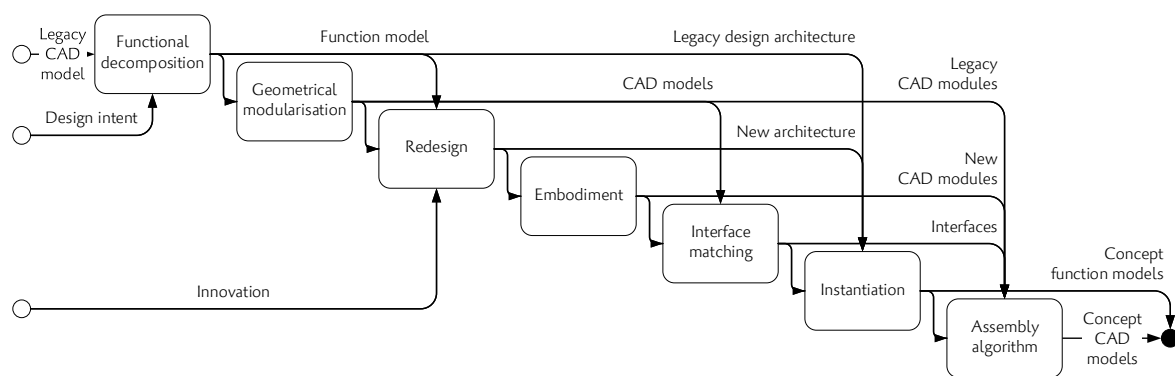 Legacy
CAD
model
Functional
decomposition
Function model
Legacy design architecture
Geometrical
modularisation
CAD models
Legacy
CAD modules
Design intent
Redesign
New architecture
New
CAD modules
Embodiment
Interface
matching
Interfaces
Innovation
Instantiation
Concept
function models
Assembly
algorithm
Concept
CAD
models